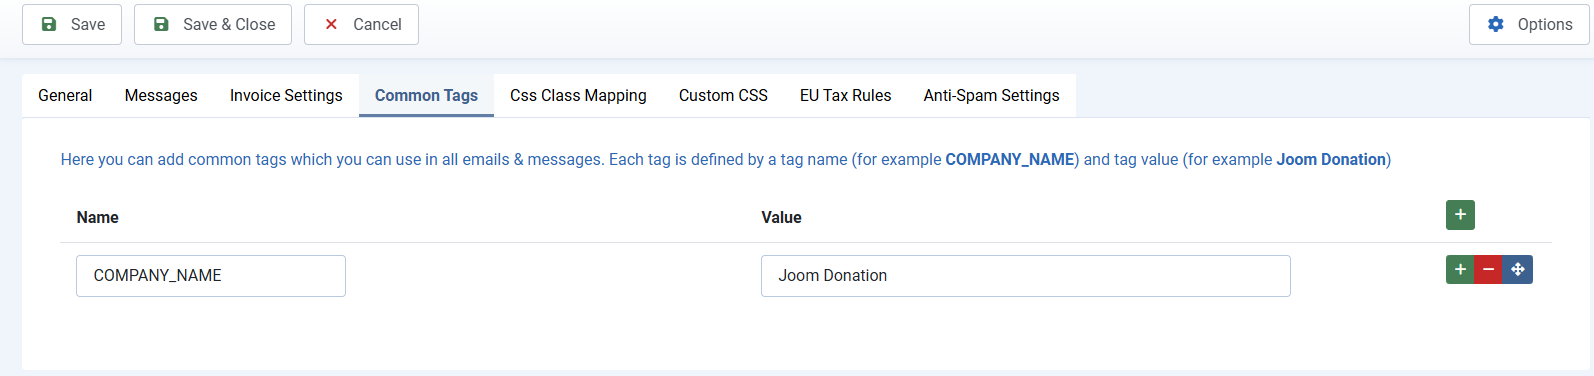 Save Save & Close Cancel Options
General Messages Invoice Settings Common Tags Css Class Mapping Custom CSS EU Tax Rules Anti-Spam Settings
Here you can add common tags which you can use in all emails & messages. Each tag is defined by a tag name (for example COMPANY_NAME) and tag value (for example Joom Donation)
Name Value
COMPANY_NAME Joom Donation